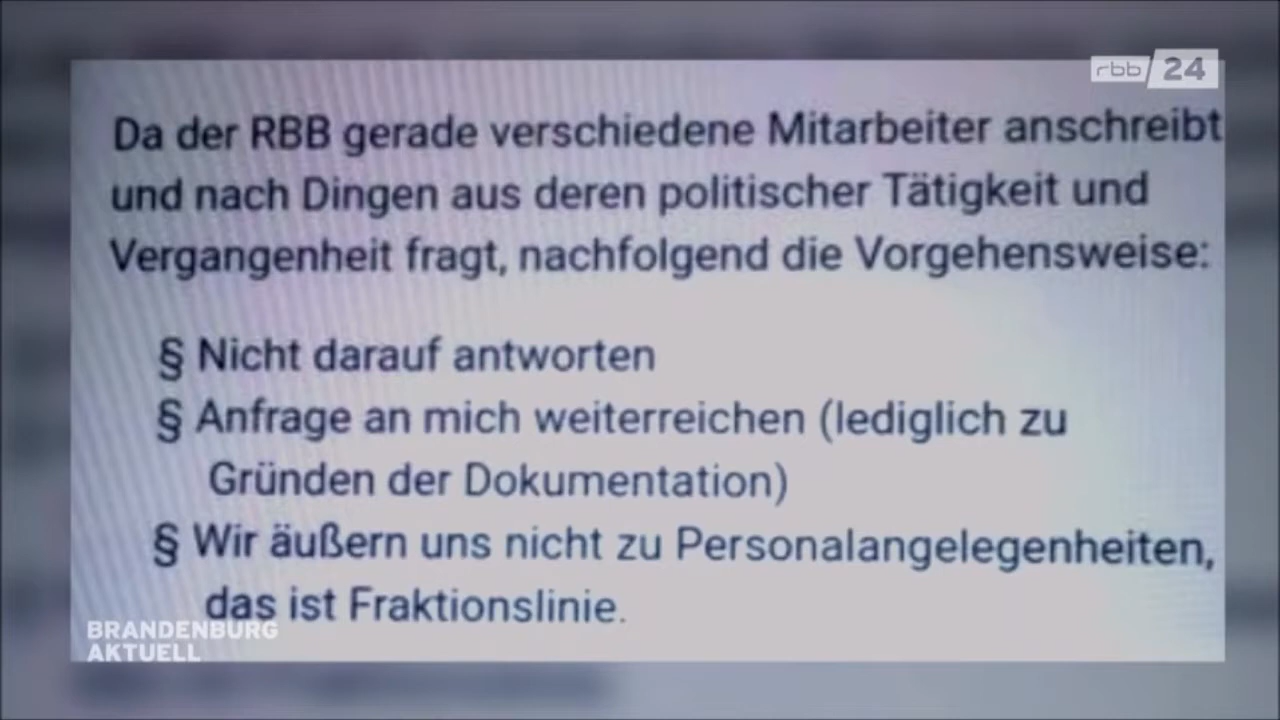 rbb 24
Da der RBB gerade verschiedene Mitarbeiter anschreibt
und nach Dingen aus deren politischer Tätigkeit und
Vergangenheit fragt, nachfolgend die Vorgehensweise:
§ Nicht darauf antworten
§ Anfrage an mich weiterreichen (lediglich zu
Gründen der Dokumentation)
§ Wir äußern uns nicht zu Personalangelegenheiten,
das ist Fraktionslinie.
BRANDENBURG
AKTUELL